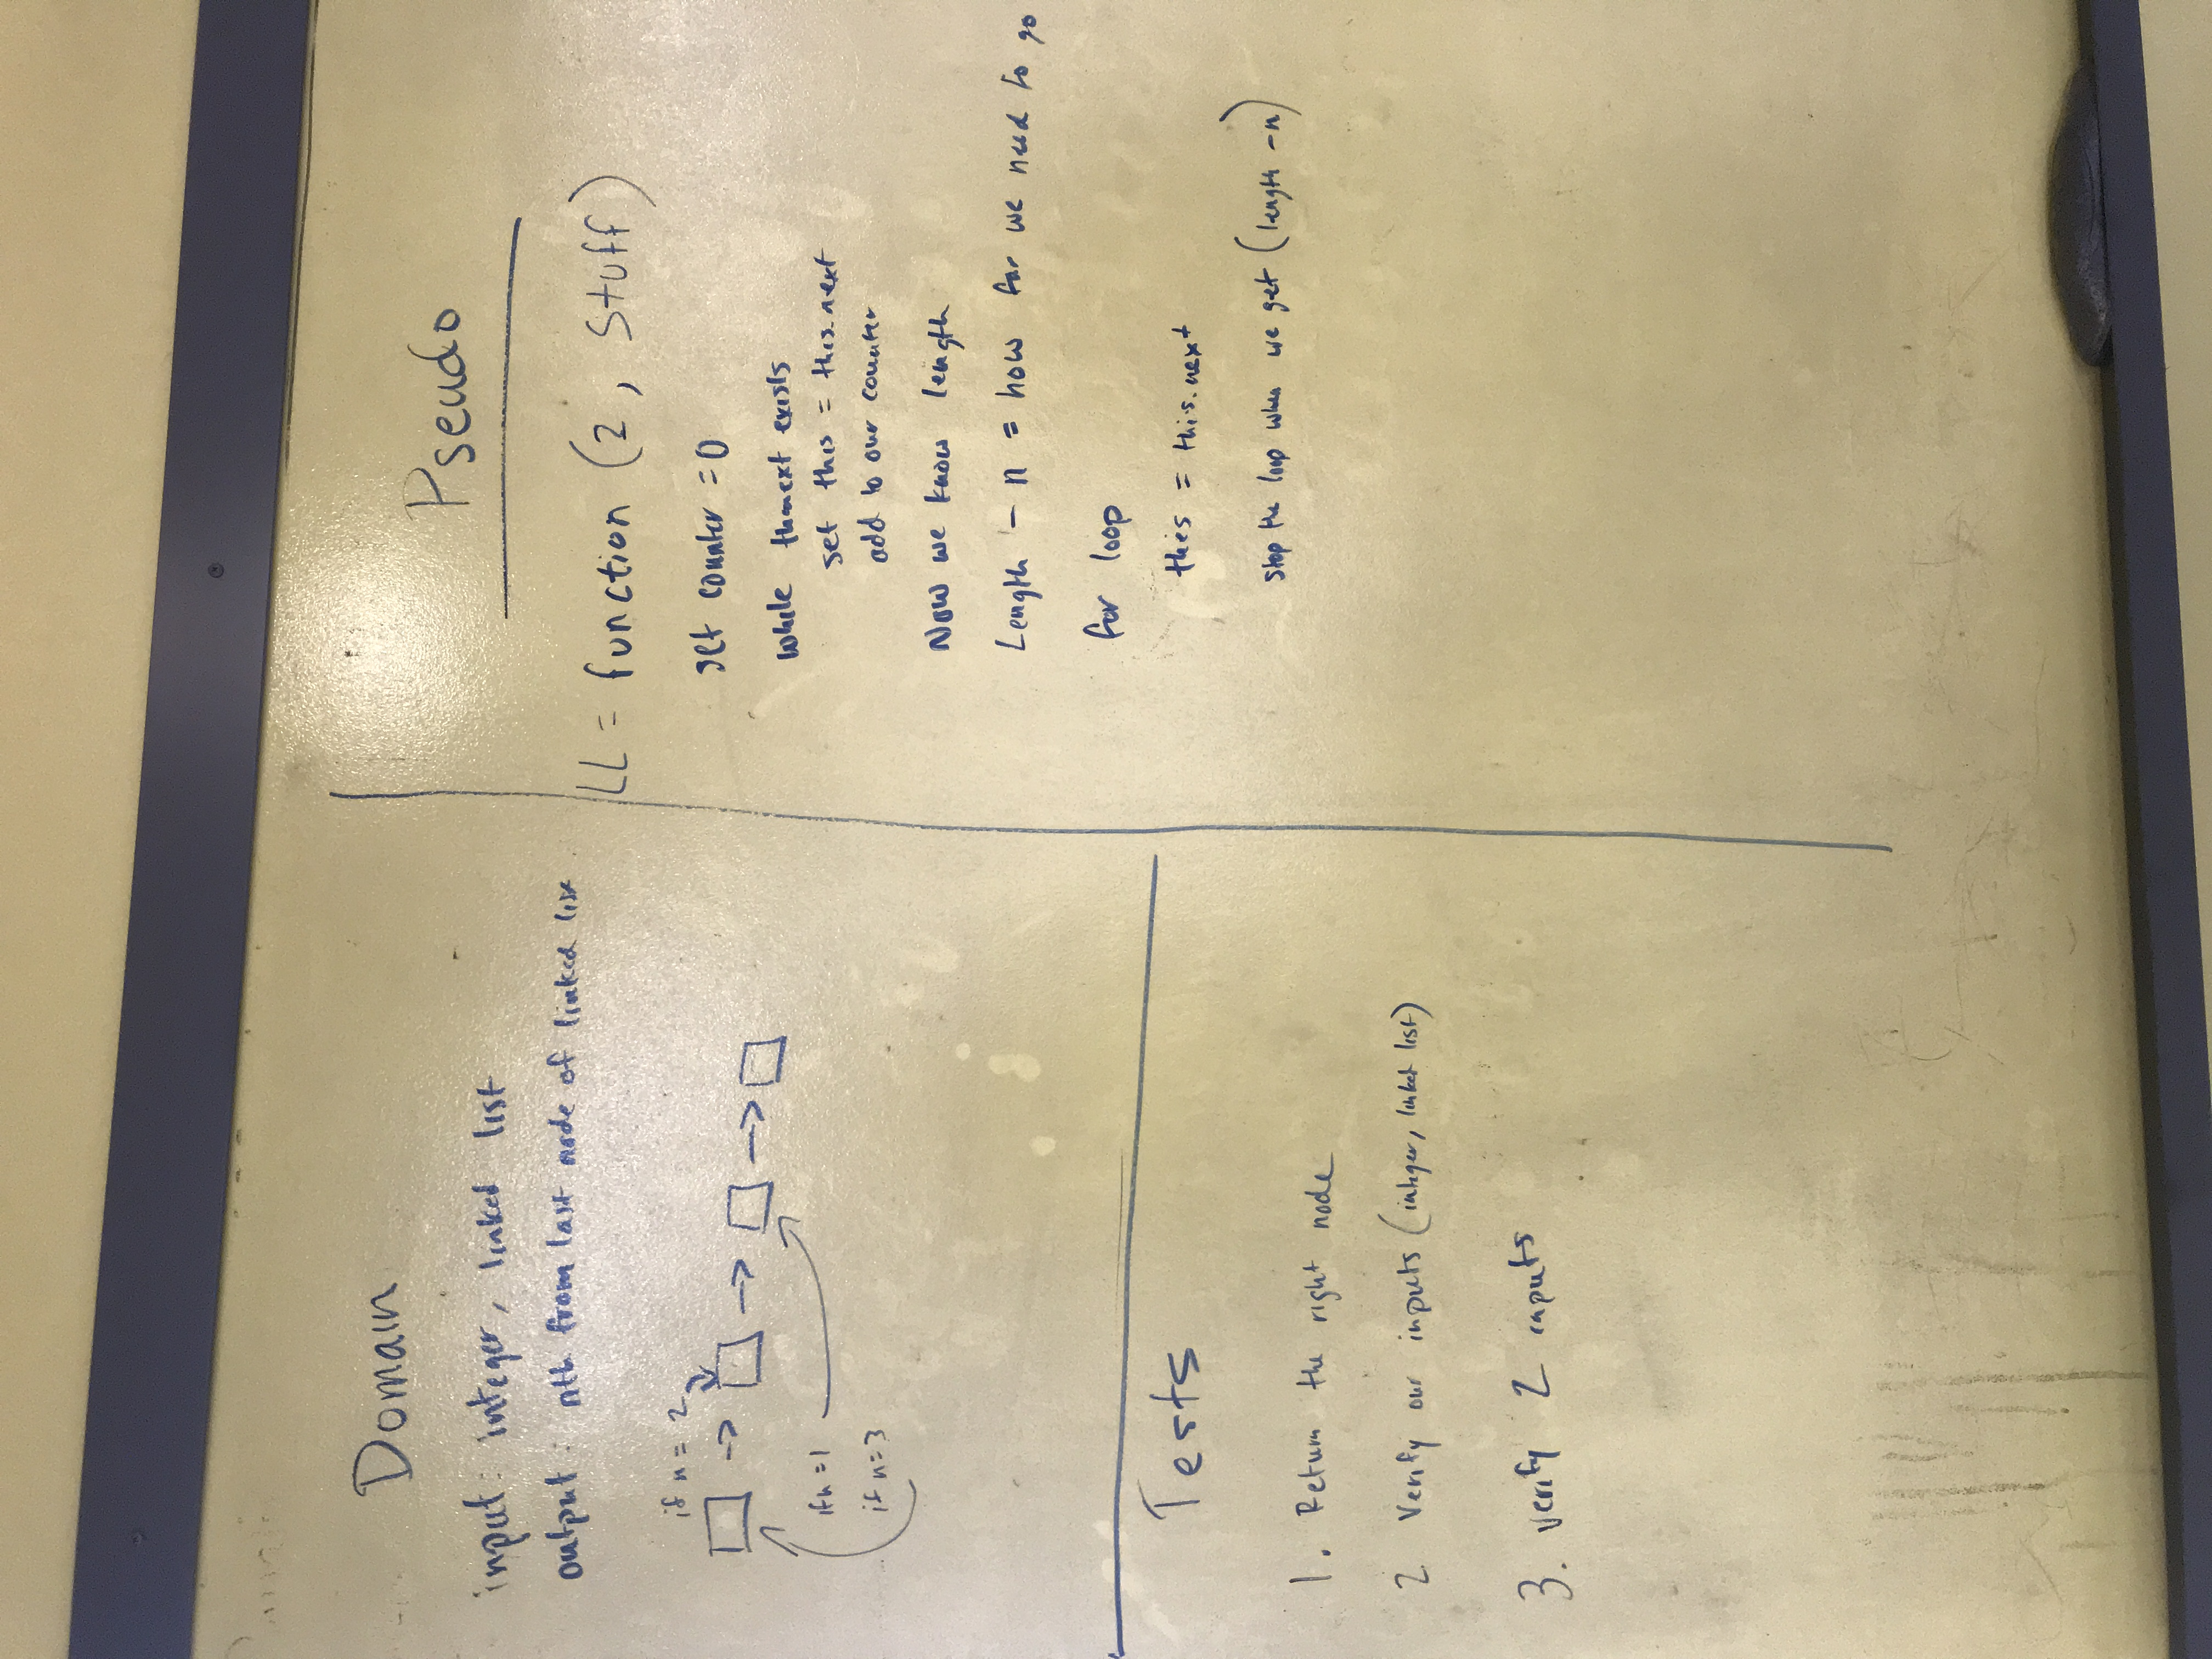 Domain
input: integer, linked list
output: nth from last node of linked list
if n = 2
if n = 1
if n = 3
Tests
1. Return the right node
2 Verify our inputs (integer, linked list)
3. verify 2 inputs
Pseudo
LL = function (2, Stuff)
set counter = 0
while next exists
set this = this.next
add to our counter
Now we know length
Length - n = how far we need to go
for loop
this = this.next
stop the loop when we get (length - n)